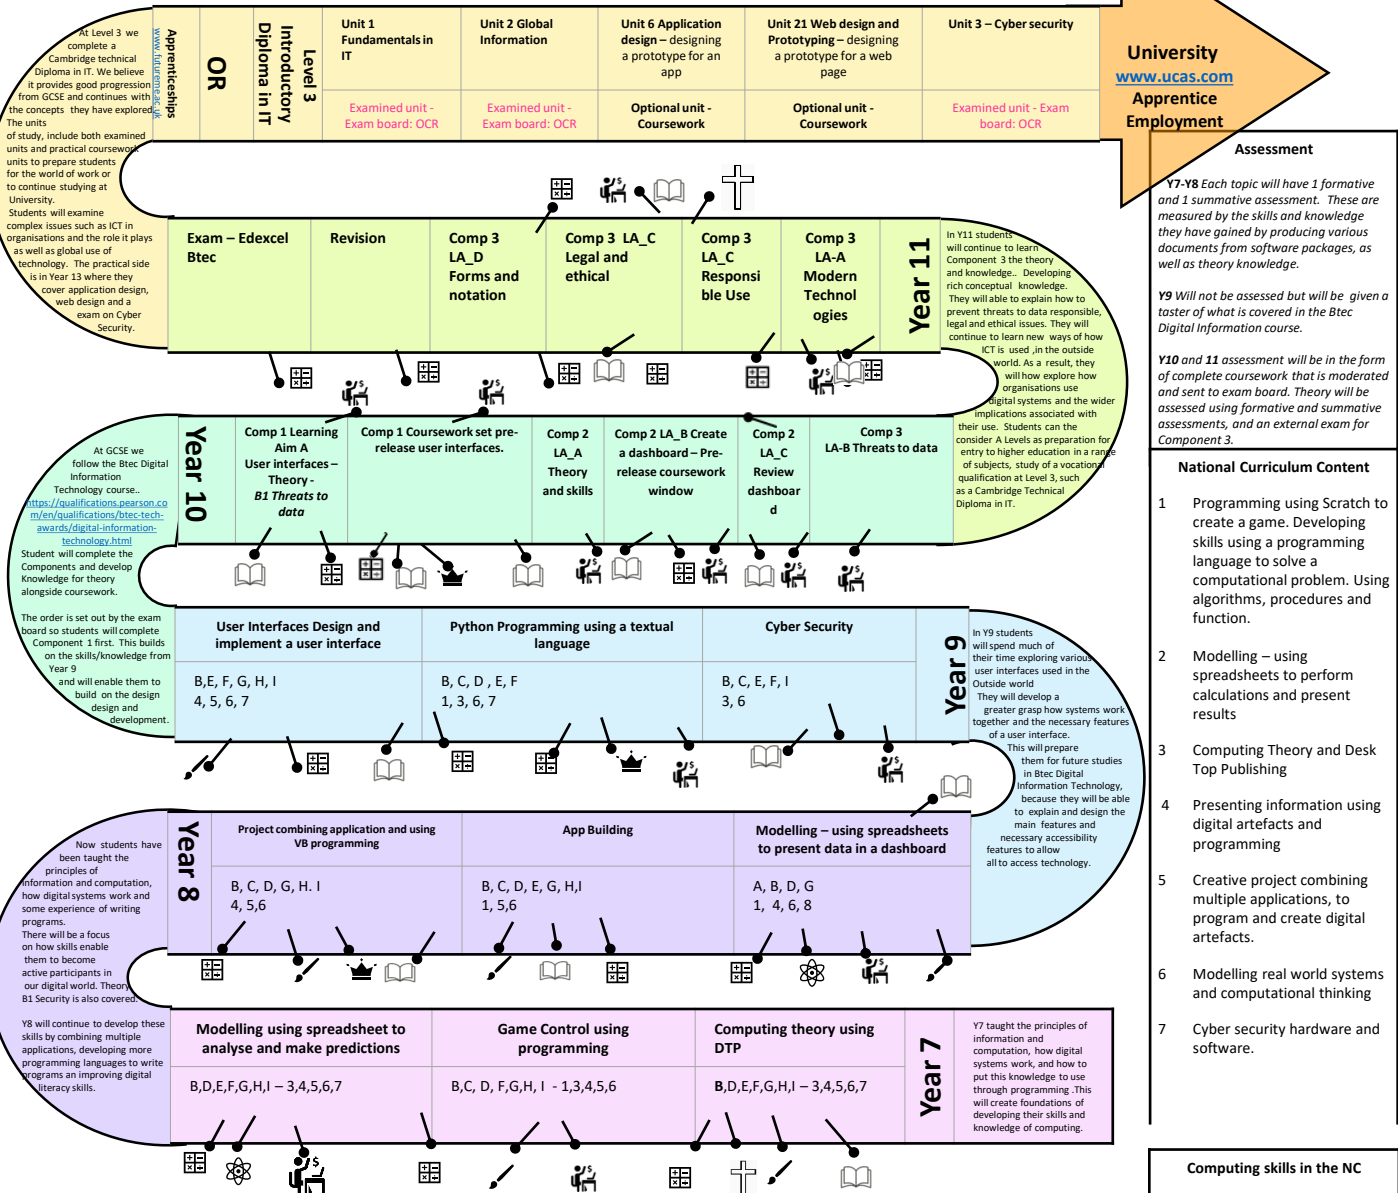 At Level 3 we
complete a
Cambridge technical
Diploma in IT. We believe
it provides good progression
from GCSE and continues with
the concepts they have explored
The units
of study, include both examined
units and practical coursework
units to prepare students
for the world of work or
to continue studying at
University.
Students will examine
complex issues such as ICT in
organisations and the role it plays
as well as global use of
technology. The practical side
is in Year 13 where they
cover application design,
web design and a
exam on Cyber
Security.
Apprenticeships
www.futureme.ac.uk
OR
Level 3
Introductory
Diploma in IT
Unit 1
Fundamentals in
IT
Examined unit -
Exam board: OCR
Unit 2 Global
Information
Examined unit -
Exam board: OCR
Unit 6 Application
design – designing
a prototype for an
app
Optional unit -
Coursework
Unit 21 Web design and
Prototyping – designing
a prototype for a web
page
Optional unit -
Coursework
Unit 3 – Cyber security
Examined unit - Exam
board: OCR
University
www.ucas.com
Apprentice
Employment
Exam – Edexcel
Btec
Revision
Comp 3
LA_D
Forms and
notation
Comp 3 LA_C
Legal and
ethical
Comp 3
LA_C
Responsi
ble Use
Comp 3
LA-A
Modern
Technol
ogies
Year 11
In Y11 students
will continue to learn
Component 3 the theory
and knowledge.. Developing
rich conceptual knowledge.
They will able to explain how to
prevent threats to data responsible,
legal and ethical issues. They will
continue to learn new ways of how
ICT is used ,in the outside
world. As a result, they
will how explore how
organisations use
digital systems and the wider
implications associated with
their use. Students can the
consider A Levels as preparation for
entry to higher education in a range
of subjects, study of a vocational
qualification at Level 3, such
as a Cambridge Technical
Diploma in IT.
At GCSE we
follow the Btec Digital
Information
Technology course..
https://qualifications.pearson.co
m/en/qualifications/btec-tech-
awards/digital-information-
technology.html
Student will complete the
Components and develop
Knowledge for theory
alongside coursework.
The order is set out by the exam
board so students will complete
Component 1 first. This builds
on the skills/knowledge from
Year 9
and will enable them to
build on the design
design and
development.
Year 10
Comp 1 Learning
Aim A
User interfaces –
Theory -
B1 Threats to
data
Comp 1 Coursework set pre-
release user interfaces.
Comp 2
LA_A
Theory
and skills
Comp 2 LA_B Create
a dashboard – Pre-
release coursework
window
Comp 2
LA_C
Review
dashboar
d
Comp 3
LA-B Threats to data
User Interfaces Design and
implement a user interface
B,E, F, G, H, I
4, 5, 6, 7
Python Programming using a textual
language
B, C, D , E, F
1, 3, 6, 7
Cyber Security
B, C, E, F, I
3, 6
Year 9
In Y9 students
will spend much of
their time exploring various
user interfaces used in the
Outside world
They will develop a
greater grasp how systems work
together and the necessary features
of a user interface.
This will prepare
them for future studies
in Btec Digital
Information Technology,
because they will be able
to explain and design the
main features and
necessary accessibility
features to allow
all to access technology.
Now students have
been taught the
principles of
information and computation,
how digital systems work and
some experience of writing
programs.
There will be a focus
on how skills enable
them to become
active participants in
our digital world. Theory
B1 Security is also covered.
Y8 will continue to develop these
skills by combining multiple
applications, developing more
programming languages to write
programs an improving digital
literacy skills.
Year 8
Project combining application and using
VB programming
B, C, D, G, H. I
4, 5,6
App Building
B, C, D, E, G, H,I
1, 5,6
Modelling – using spreadsheets
to present data in a dashboard
A, B, D, G
1, 4, 6, 8
Modelling using spreadsheet to
analyse and make predictions
B,D,E,F,G,H,I – 3,4,5,6,7
Game Control using
programming
B,C, D, F,G,H, I - 1,3,4,5,6
Computing theory using
DTP
B,D,E,F,G,H,I – 3,4,5,6,7
Year 7
Y7 taught the principles of
information and
computation, how digital
systems work, and how to
put this knowledge to use
through programming .This
will create foundations of
developing their skills and
knowledge of computing.
Assessment
Y7-Y8 Each topic will have 1 formative
and 1 summative assessment. These are
measured by the skills and knowledge
they have gained by producing various
documents from software packages, as
well as theory knowledge.
Y9 Will not be assessed but will be given a
taster of what is covered in the Btec
Digital Information course.
Y10 and 11 assessment will be in the form
of complete coursework that is moderated
and sent to exam board. Theory will be
assessed using formative and summative
assessments, and an external exam for
Component 3.
National Curriculum Content
1 Programming using Scratch to
create a game. Developing
skills using a programming
language to solve a
computational problem. Using
algorithms, procedures and
function.
2 Modelling – using
spreadsheets to perform
calculations and present
results
3 Computing Theory and Desk
Top Publishing
4 Presenting information using
digital artefacts and
programming
5 Creative project combining
multiple applications, to
program and create digital
artefacts.
6 Modelling real world systems
and computational thinking
7 Cyber security hardware and
software.
Computing skills in the NC